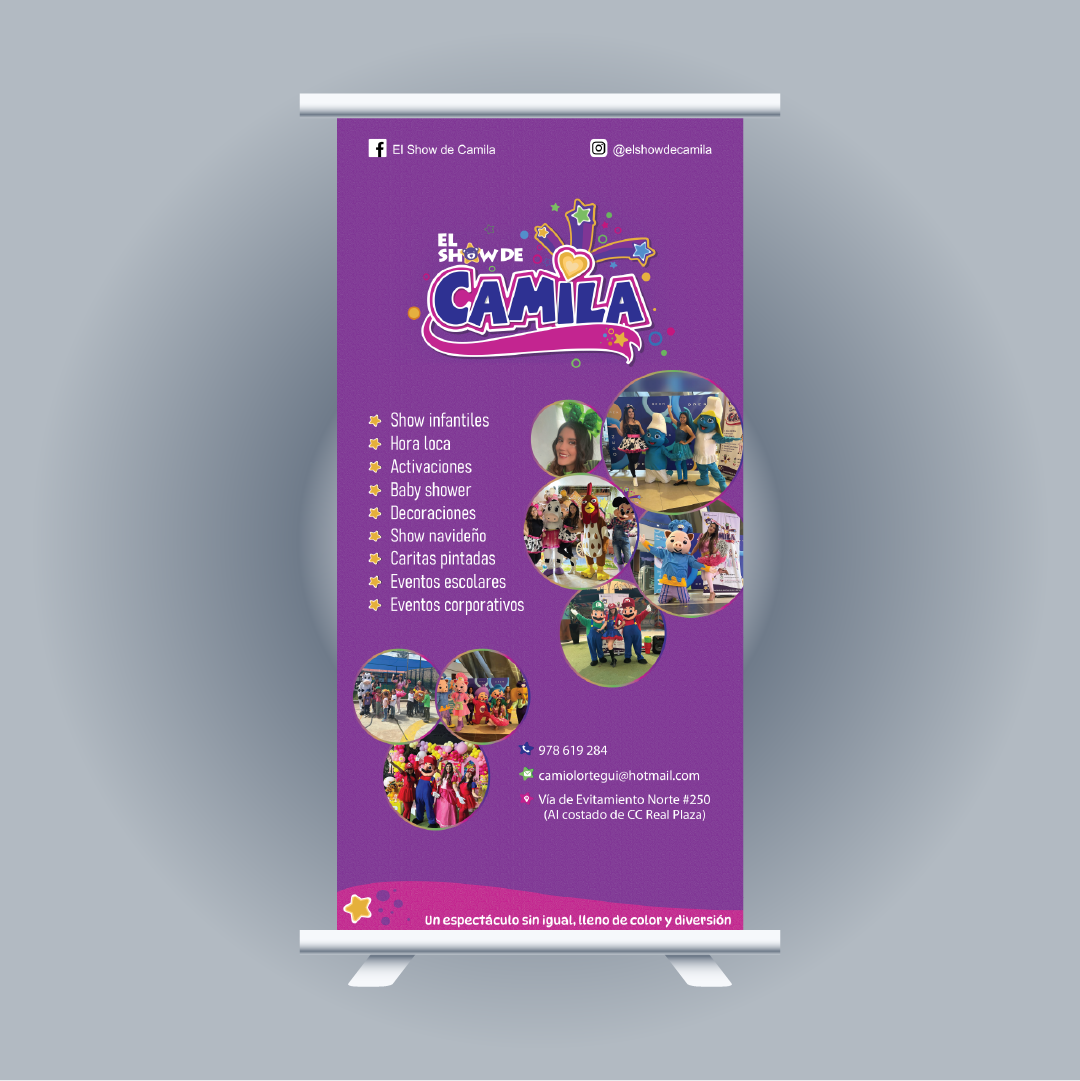 El Show de Camila
@elshowdecamila
EL
SHOW DE
CAMILA
Show infantiles
Hora loca
Activaciones
Baby shower
Decoraciones
Show navideño
Caritas pintadas
Eventos escolares
Eventos corporativos
978 619 284
camiolortegui@hotmail.com
Vía de Evitamiento Norte #250
(Al costado de CC Real Plaza)
Un espectáculo sin igual, lleno de color y diversión